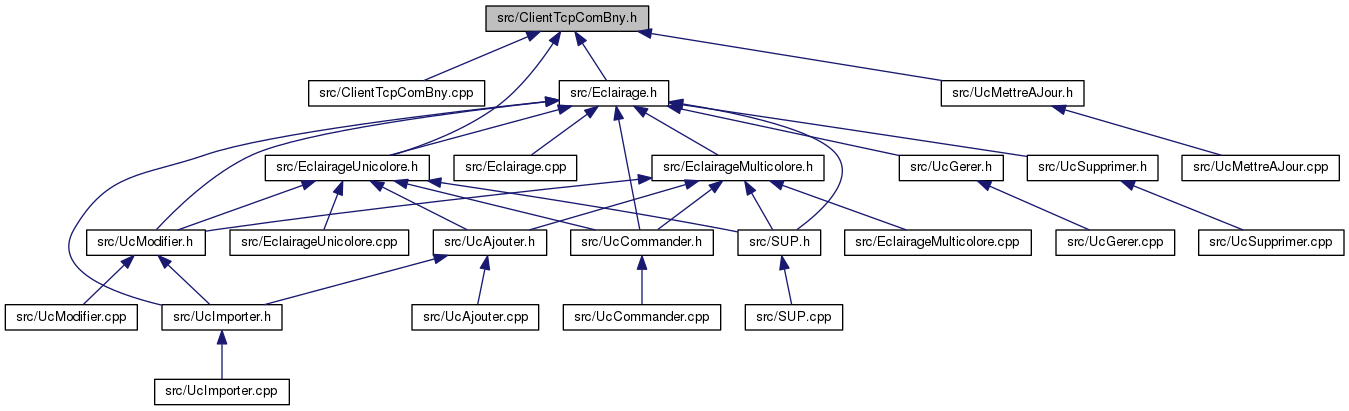 src/ClientTcpComBny.h
src/ClientTcpComBny.cpp
src/Eclairage.h
src/UcMettreAJour.h
src/EclairageUnicolore.h
src/Eclairage.cpp
src/EclairageMulticolore.h
src/UcGerer.h
src/UcSupprimer.h
src/UcMettreAJour.cpp
src/UcModifier.h
src/EclairageUnicolore.cpp
src/UcAjouter.h
src/UcCommander.h
src/SUP.h
src/EclairageMulticolore.cpp
src/UcGerer.cpp
src/UcSupprimer.cpp
src/UcModifier.cpp
src/UcImporter.h
src/UcAjouter.cpp
src/UcCommander.cpp
src/SUP.cpp
src/UcImporter.cpp